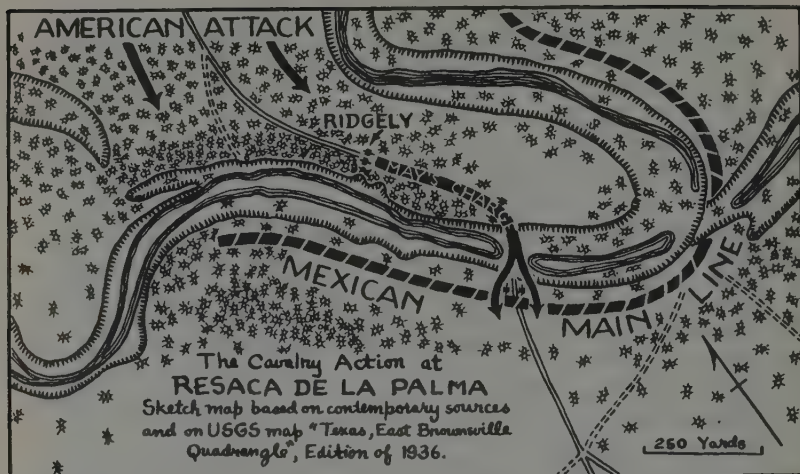 AMERICAN ATTACK
RIDGELY
MAY CHARGE
MEXICAN MAIN LINE
The Cavalry Action at
RESACA DE LA PALMA
Sketch map based on contemporary sources
and on USGS map "Texas, East Brownsville
Quadrangle", Edition of 1936.
250 Yards